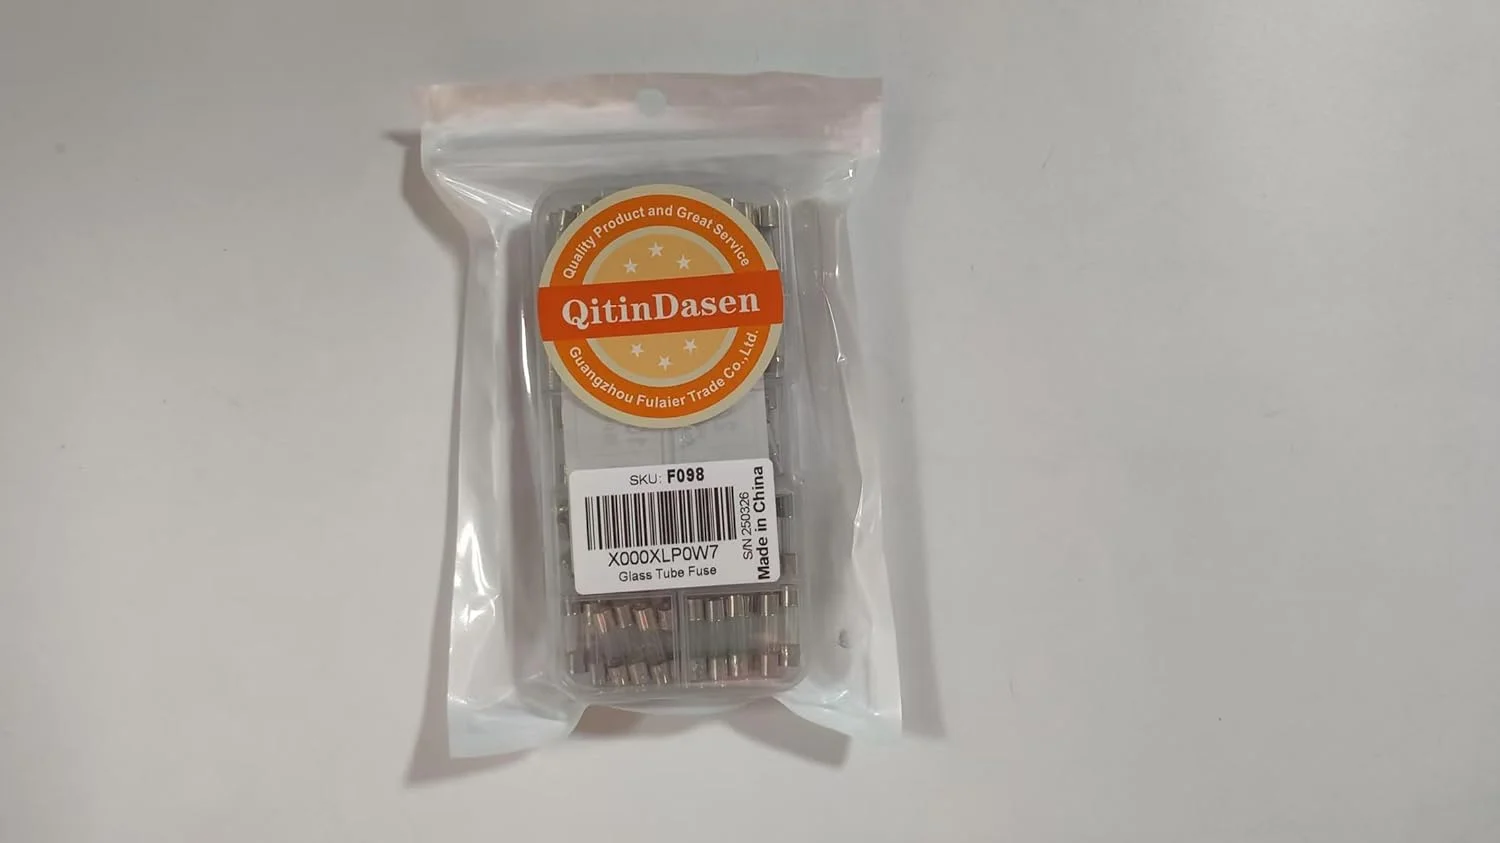 Quality Product and Great Service
QitinDasen
Guangzhou Fulaier Trade Co.,Ltd.
SKU: F098
X000XLP0W7
Glass Tube Fuse
S/N 250326
Made in China